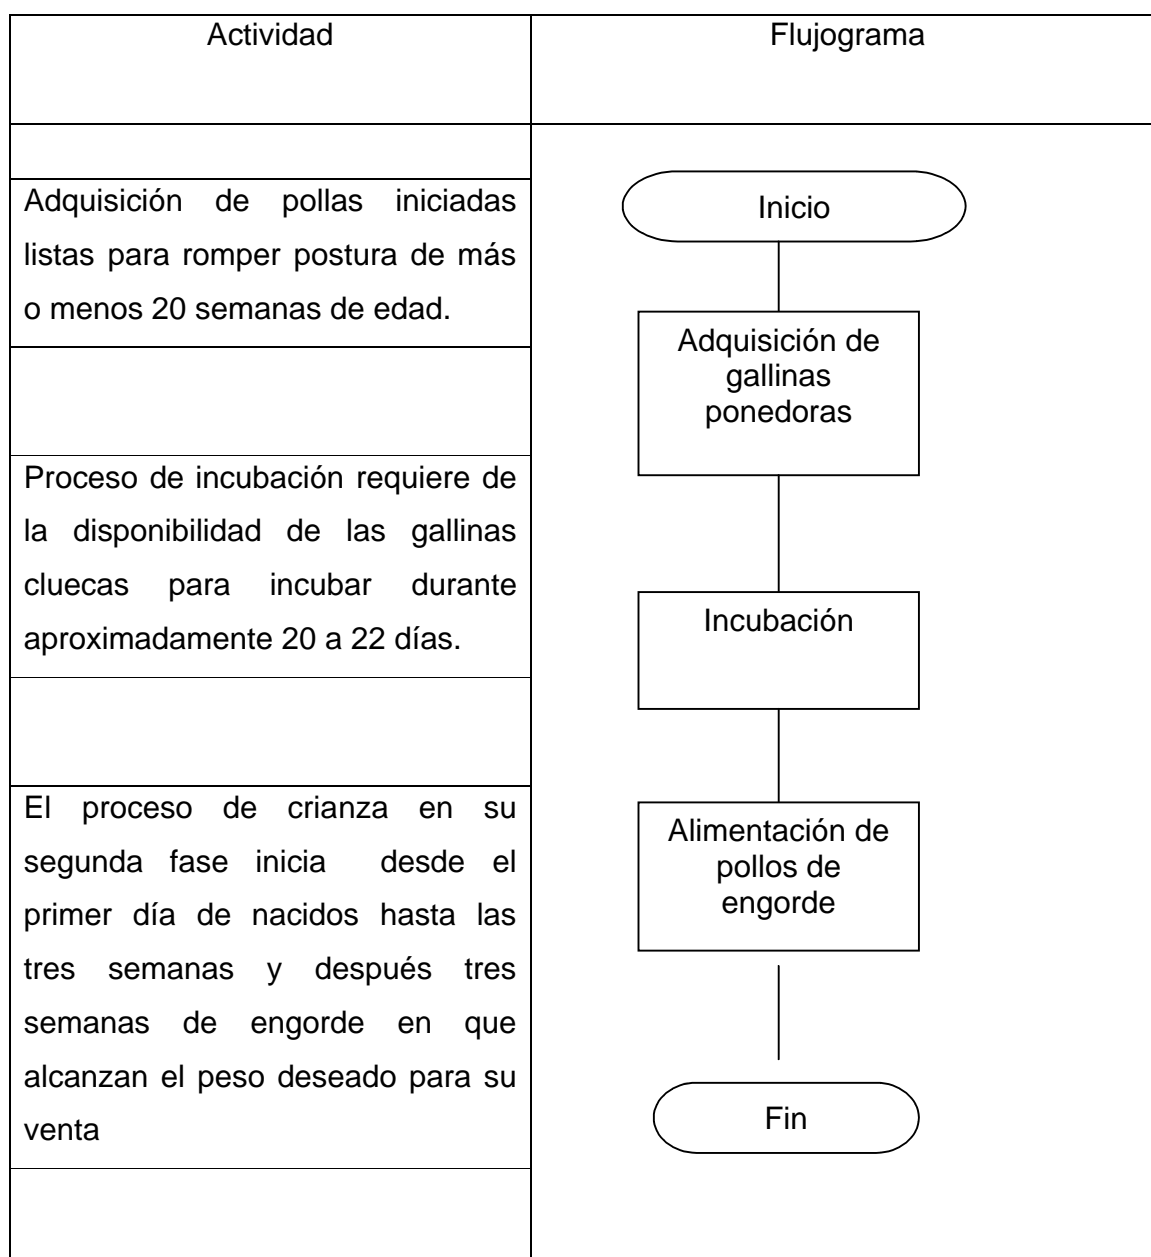 Actividad
Flujograma
Adquisición de pollas iniciadas
listas para romper postura de más
o menos 20 semanas de edad.
Proceso de incubación requiere de
la disponibilidad de las gallinas
cluecas para incubar durante
aproximadamente 20 a 22 días.
El proceso de crianza en su
segunda fase inicia desde el
primer día de nacidos hasta las
tres semanas y después tres
semanas de engorde en que
alcanzan el peso deseado para su
venta
Inicio
Adquisición de
gallinas
ponedoras
Incubación
Alimentación de
pollos de
engorde
Fin